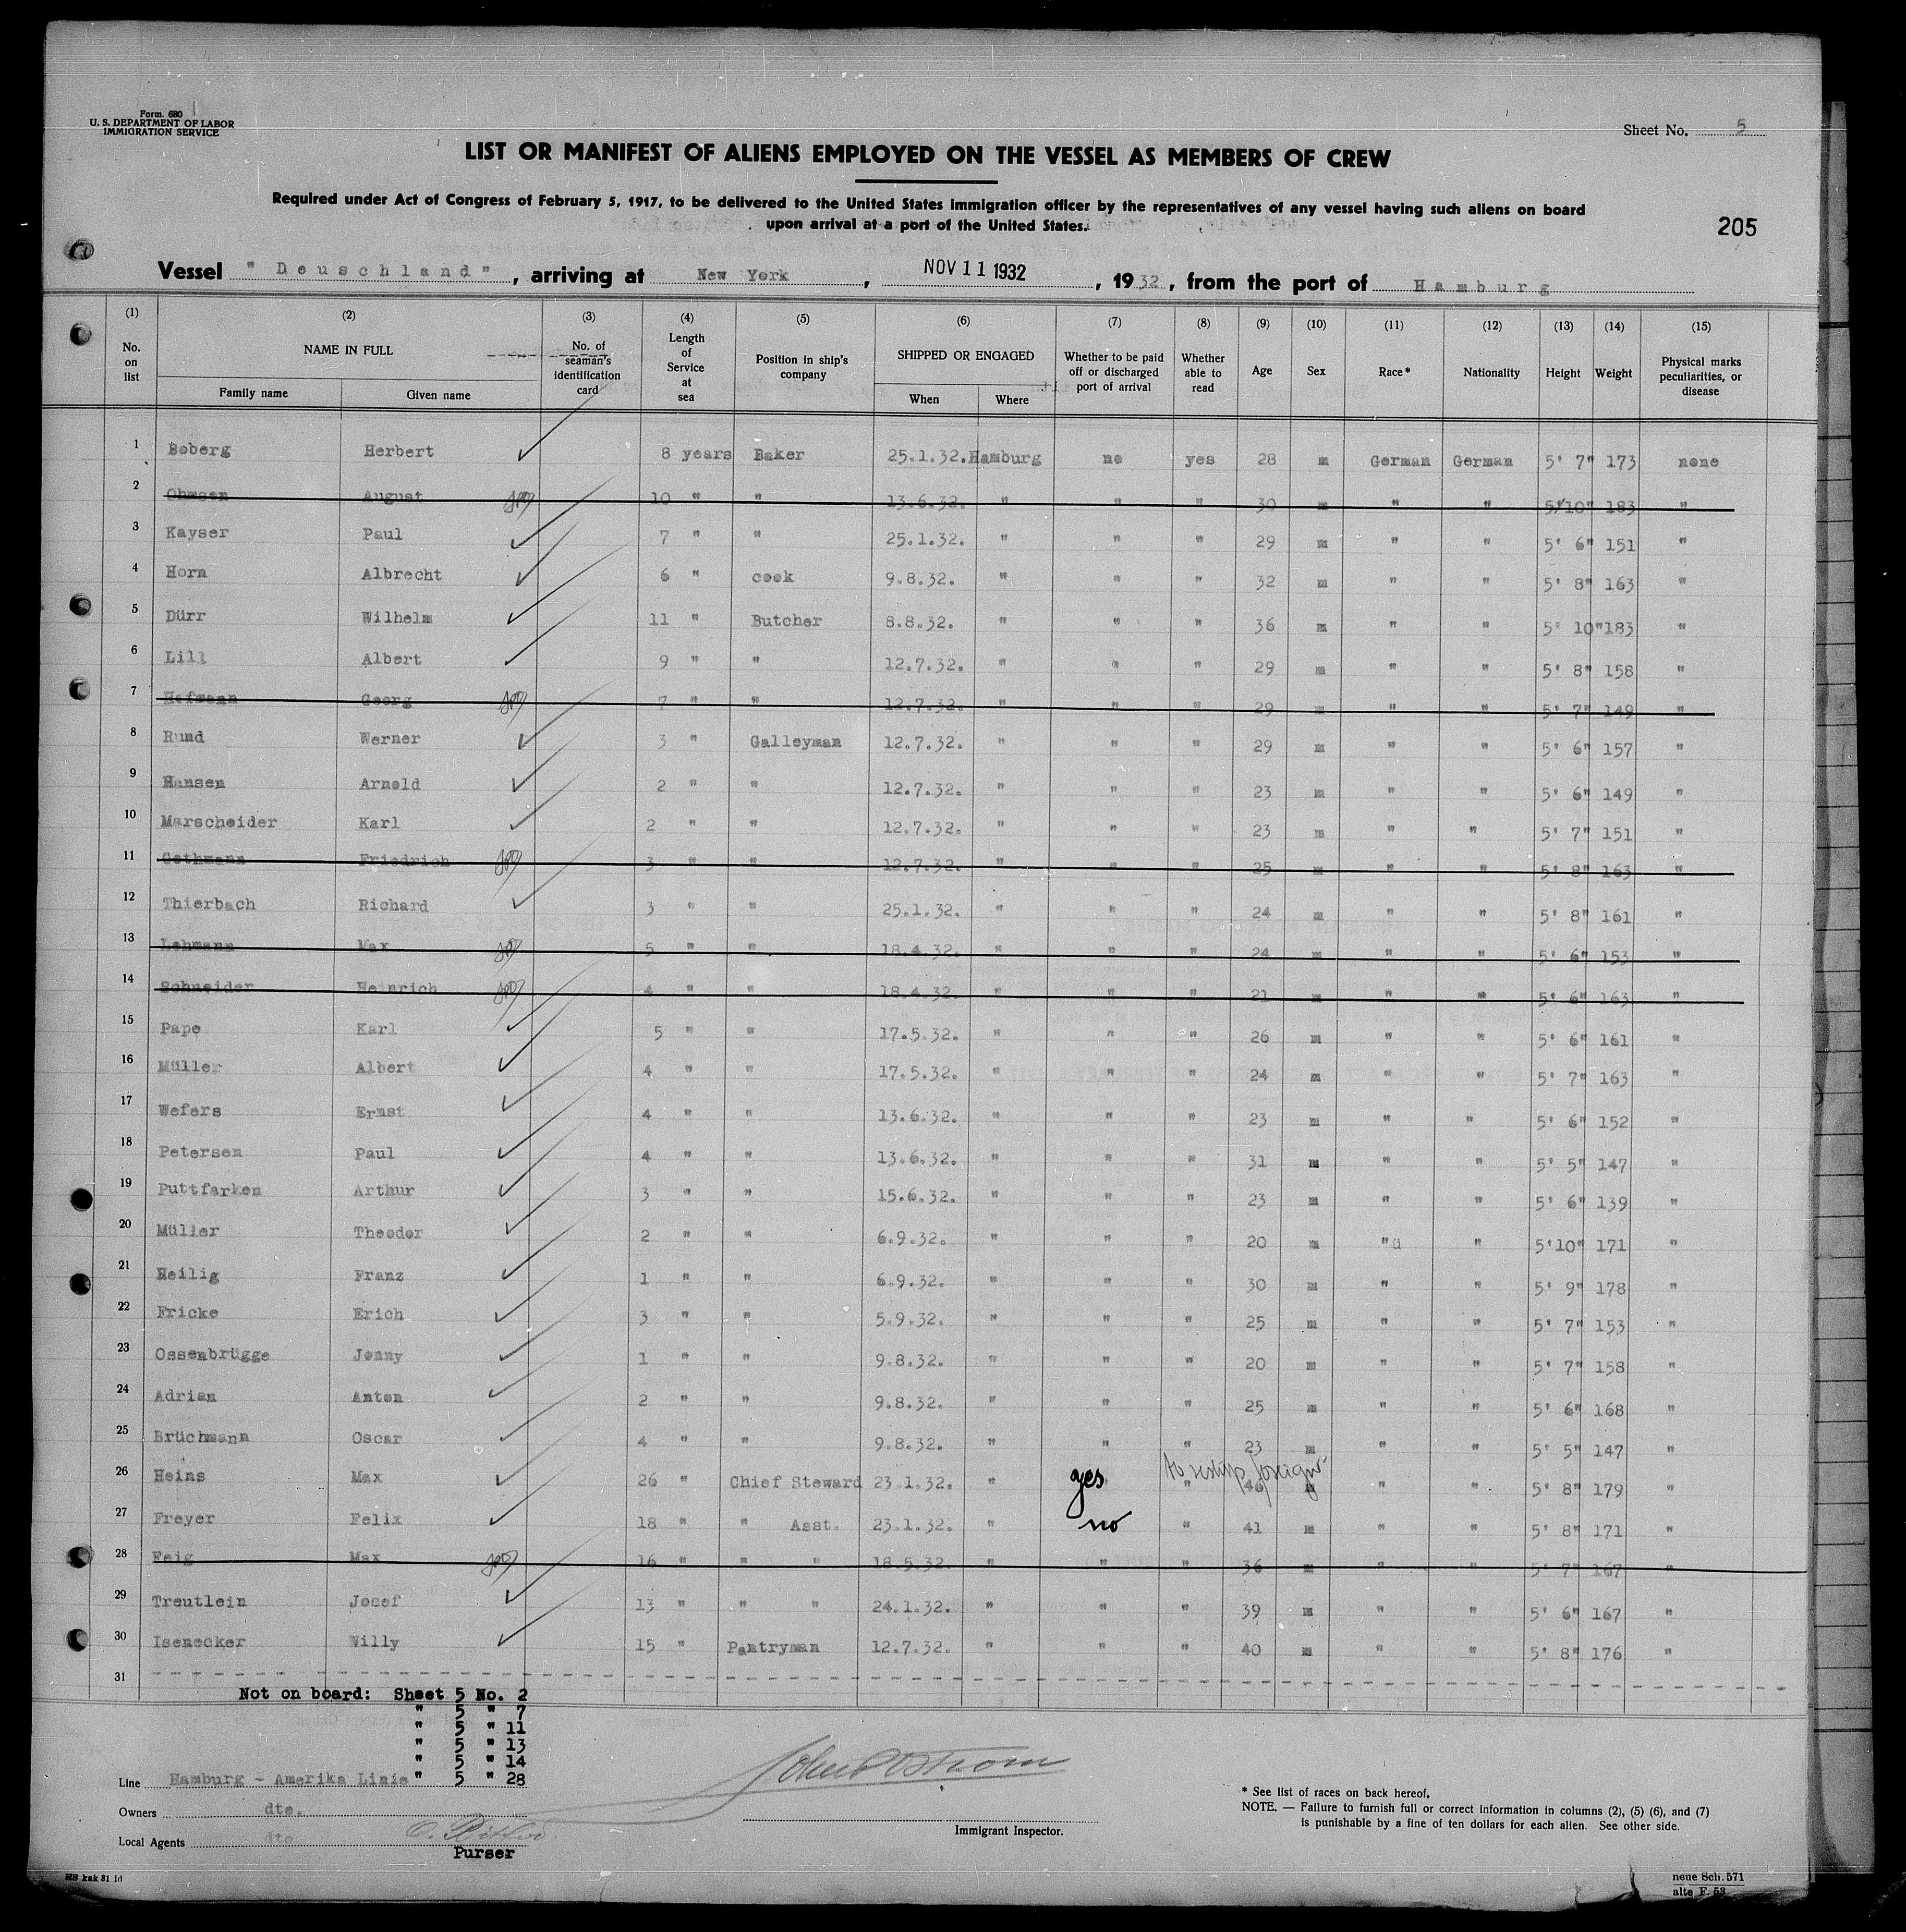 Form. 680
U. S. DEPARTMENT OF LABOR
IMMIGRATION SERVICE
Sheet No. 5
LIST OR MANIFEST OF ALIENS EMPLOYED ON THE VESSEL AS MEMBERS OF CREW
Required under Act of Congress of February 5, 1917, to be delivered to the United States immigration officer by the representatives of any vessel having such aliens on board
upon arrival at a port of the United States.
205
Vessel "Deuschland", arriving at New York, NOV 11 1932, 1932, from the port of Hamburg
(1) No. on list (2) NAME IN FULL Family name Given name (3) No. of seaman's identification card (4) Length of Service at sea (5) Position in ship's company (6) SHIPPED OR ENGAGED When Where (7) Whether to be paid off or discharged port of arrival (8) Whether able to read (9) Age (10) Sex (11) Race* (12) Nationality (13) Height (14) Weight (15) Physical marks peculiarities, or disease
1 Boberg Herbert 8 years Baker 25.1.32. Hamburg no yes 28 m German German 5' 7" 173 none
2 Ohmsen August 10 " " 13.6.32. " " " 30 m " " 5'10" 183 "
3 Kayser Paul 7 " " 25.1.32. " " " 29 m " " 5' 6" 151 "
4 Horn Albrecht 6 " cook 9.8.32. " " " 32 m " " 5' 8" 163 "
5 Dürr Wilhelm 11 " Butcher 8.8.32. " " " 36 m " " 5' 10" 183 "
6 Lill Albert 9 " " 12.7.32. " " " 29 m " " 5' 8" 158 "
7 Hofmann Georg 7 " " 12.7.32. " " " 29 m " " 5' 7" 149 "
8 Rund Werner 3 " Galleyman 12.7.32. " " " 29 m " " 5' 6" 157 "
9 Hansen Arnold 2 " " 12.7.32. " " " 23 m " " 5' 6" 149 "
10 Marscheider Karl 2 " " 12.7.32. " " " 23 m " " 5' 7" 151 "
11 Gethmann Friedrich 3 " " 12.7.32. " " " 25 m " " 5' 8" 163 "
12 Thierbach Richard 3 " " 25.1.32. " " " 24 m " " 5' 8" 161 "
13 Lehmann Max 5 " " 18.4.32. " " " 24 m " " 5' 6" 153 "
14 Schneider Heinrich 4 " " 18.4.32. " " " 21 m " " 5' 6" 163 "
15 Pape Karl 5 " " 17.5.32. " " " 26 m " " 5' 6" 161 "
16 Müller Albert 4 " " 17.5.32. " " " 24 m " " 5' 7" 163 "
17 Wefers Ernst 4 " " 13.6.32. " " " 23 m " " 5' 6" 152 "
18 Petersen Paul 4 " " 13.6.32. " " " 31 m " " 5' 5" 147 "
19 Puttfarken Arthur 3 " " 15.6.32. " " " 23 m " " 5' 6" 139 "
20 Müller Theodor 2 " " 6.9.32. " " " 20 m "ü " 5'10" 171 "
21 Heilig Franz 1 " " 6.9.32. " " " 30 m " " 5' 9" 178 "
22 Fricke Erich 3 " " 5.9.32. " " " 25 m " " 5' 7" 153 "
23 Ossenbrügge Jonny 1 " " 9.8.32. " " " 20 m " " 5' 7" 158 "
24 Adrian Anton 2 " " 9.8.32. " " " 25 m " " 5' 6" 168 "
25 Brüchmann Oscar 4 " " 9.8.32. " " " 23 m " " 5' 5" 147 "
26 Heins Max 26 " Chief Steward 23.1.32. " yes " to reship foreign 46 m " " 5' 8" 179 "
27 Freyer Felix 18 " " Asst. 23.1.32. " no " 41 m " " 5' 8" 171 "
28 Feig Max 16 " " " 18.5.32. " " " 36 m " " 5' 7" 167 "
29 Treutlein Josef 13 " " " 24.1.32. " " " 39 m " " 5' 6" 167 "
30 Isenecker Willy 15 " Pantryman 12.7.32. " " " 40 m " " 5' 8" 176 "
31
Not on board: Sheet 5 No. 2
" 5 " 7
" 5 " 11
" 5 " 13
" 5 " 14
Line Hamburg - Amerika Linie " 5 " 28
Owners dto.
Local Agents dto
Purser
Immigrant Inspector.
* See list of races on back hereof.
NOTE. — Failure to furnish full or correct information in columns (2), (5) (6), and (7)
is punishable by a fine of ten dollars for each alien. See other side.
HS kak 31 1d
neue Sch. 571
alte F. 53